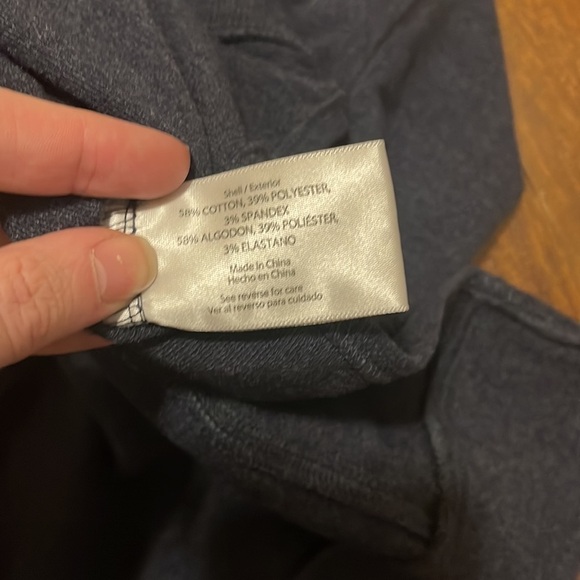 Shell / Exterior
58% COTTON, 39% POLYESTER,
3% SPANDEX
58% ALGODON, 39% POLIÉSTER,
3% ELASTANO
Made in China
Hecho en China
See reverse for care
Ver al reverso para cuidado